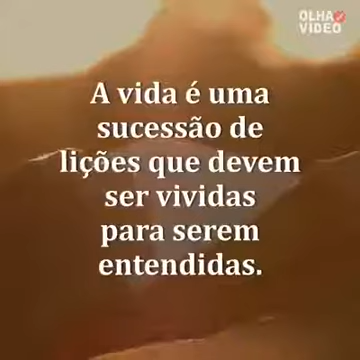 OLHA
VIDEO
A vida é uma
sucessão de
lições que devem
ser vividas
para serem
entendidas.